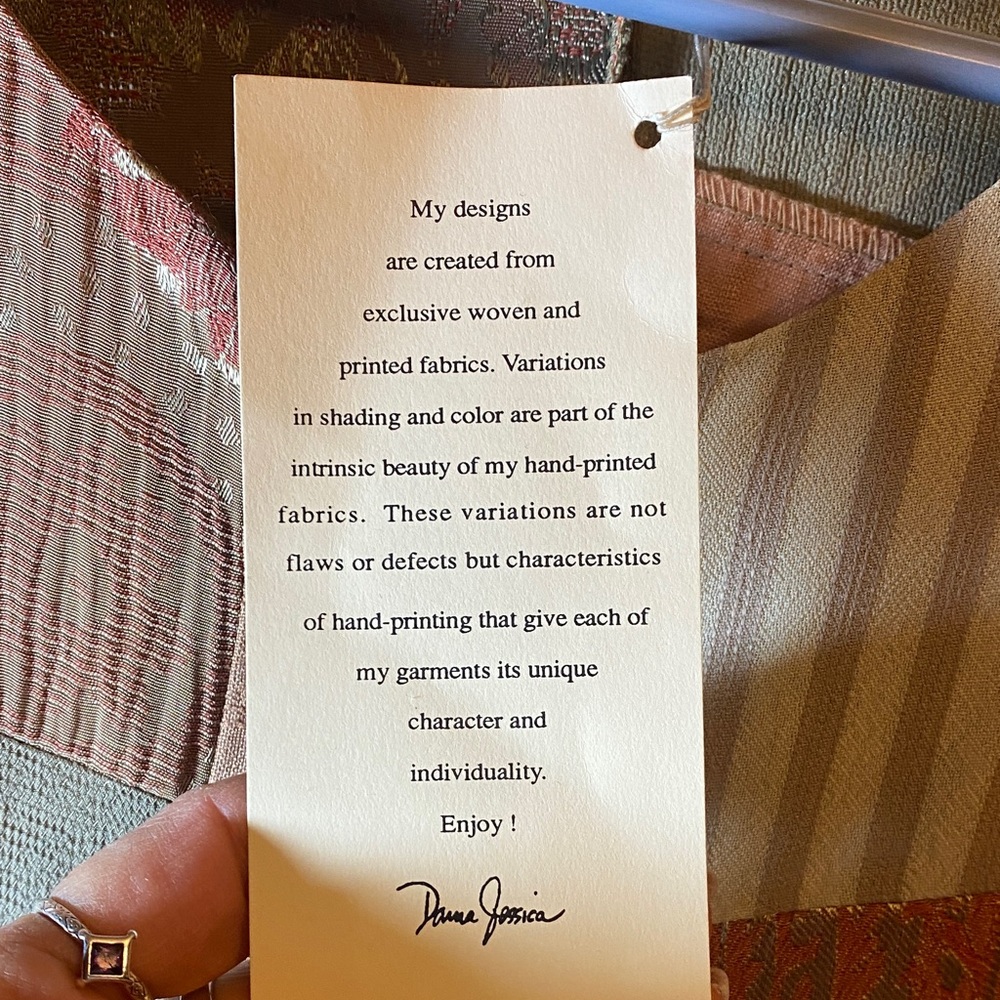 My designs
are created from
exclusive woven and
printed fabrics. Variations
in shading and color are part of the
intrinsic beauty of my hand-printed
fabrics. These variations are not
flaws or defects but characteristics
of hand-printing that give each of
my garments its unique
character and
individuality.
Enjoy !
Jessica